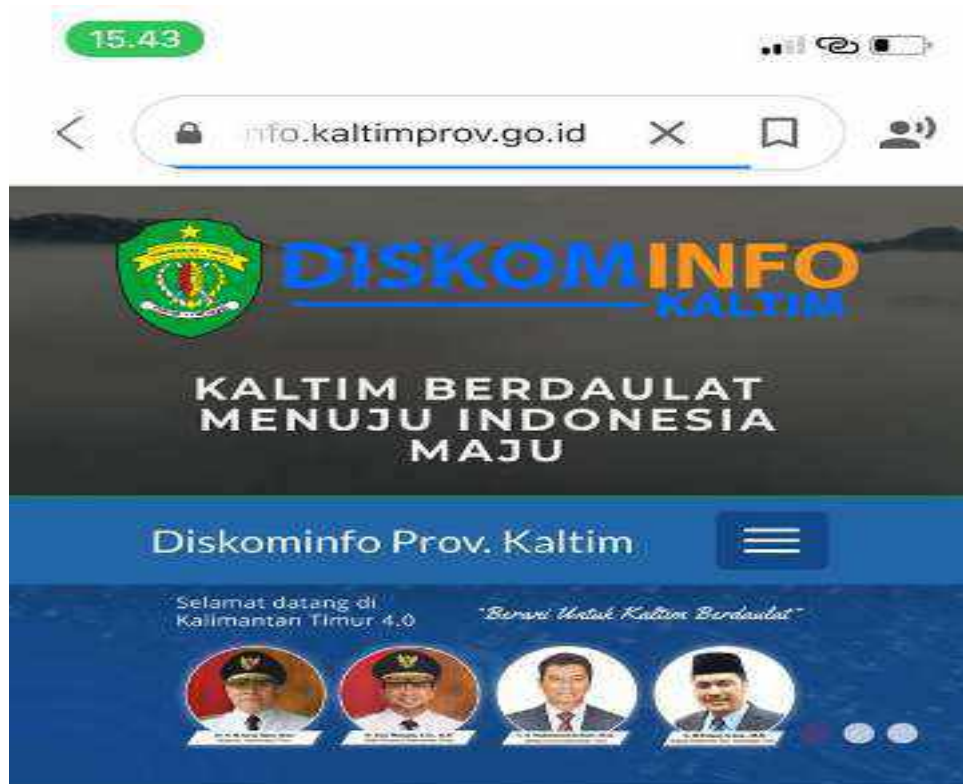 15.43
nfo.kaltimprov.go.id
DISKOMINFO
KALTIM
KALTIM BERDAULAT
MENUJU INDONESIA
MAJU
Diskominfo Prov. Kaltim
Selamat datang di
Kalimantan Timur 4.0
"Berani Untuk Kaltim Berdaulat"